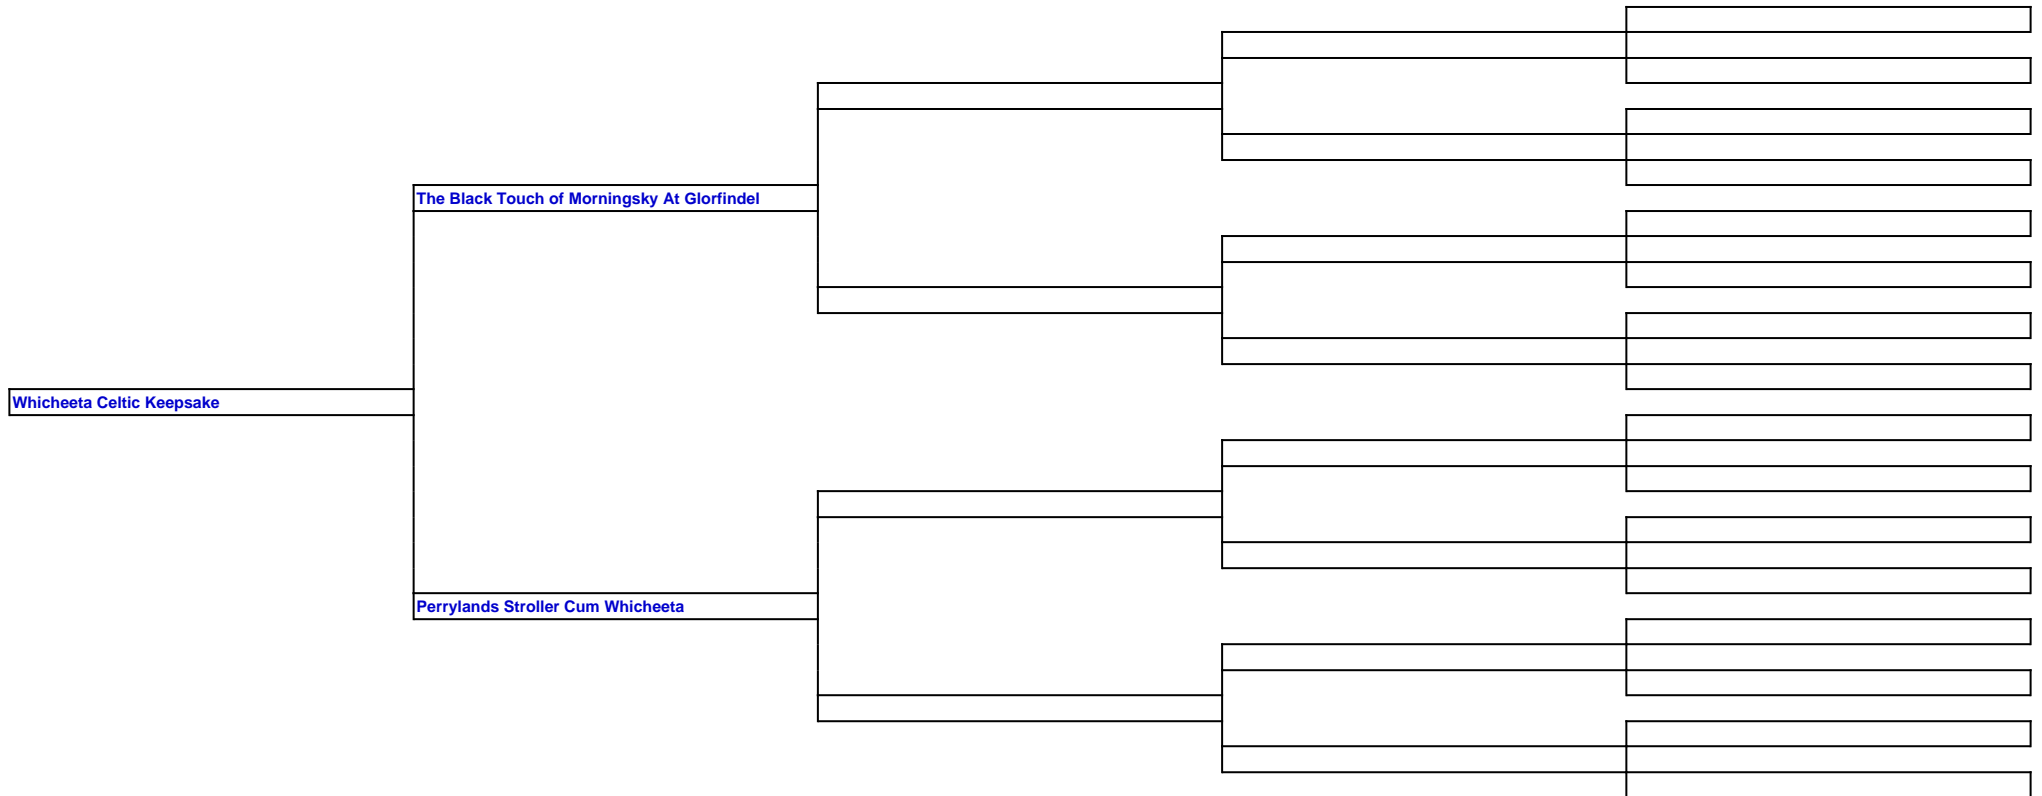 The Black Touch of Morningsky At Glorfindel
Whicheeta Celtic Keepsake
Perrylands Stroller Cum Whicheeta